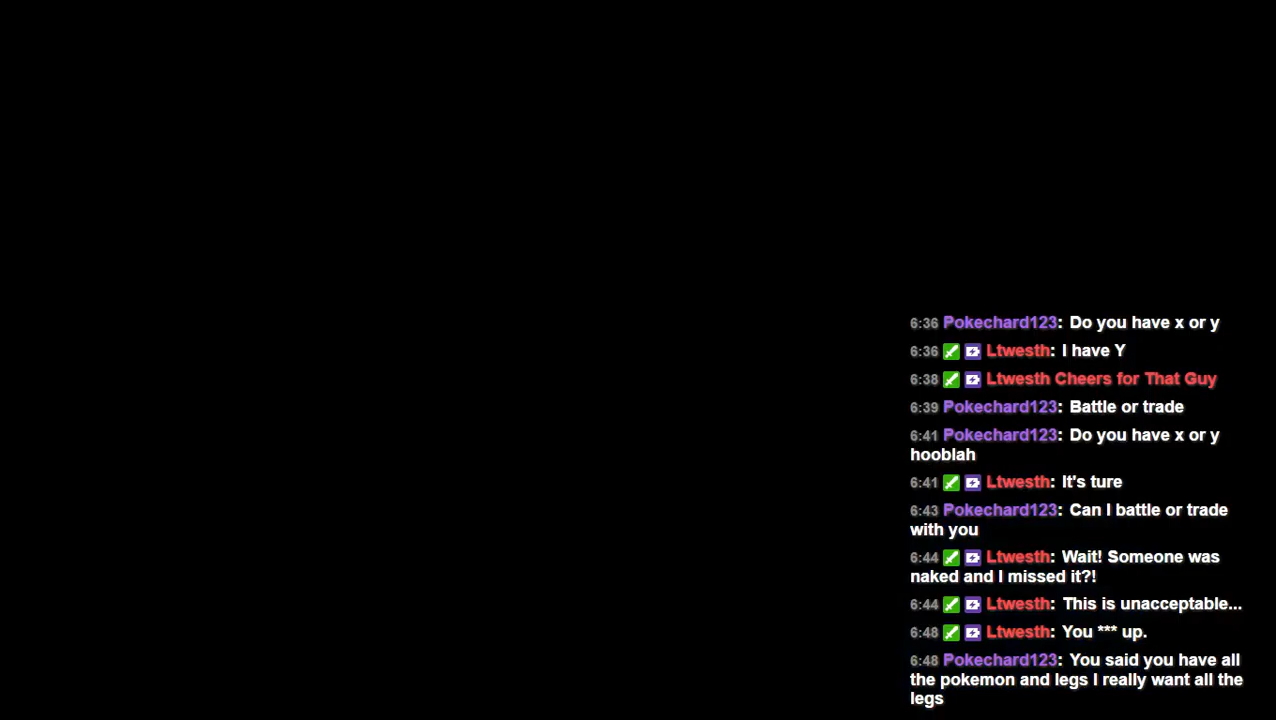 6:36 Pokechard123: Do you have x or y
6:36 Ltwesth: I have Y
6:38 Ltwesth Cheers for That Guy
6:39 Pokechard123: Battle or trade
6:41 Pokechard123: Do you have x or y
hooblah
6:41 Ltwesth: It's ture
6:43 Pokechard123: Can I battle or trade
with you
6:44 Ltwesth: Wait! Someone was
naked and I missed it?!
6:44 Ltwesth: This is unacceptable...
6:48 Ltwesth: You *** up.
6:48 Pokechard123: You said you have all
the pokemon and legs I really want all the
legs